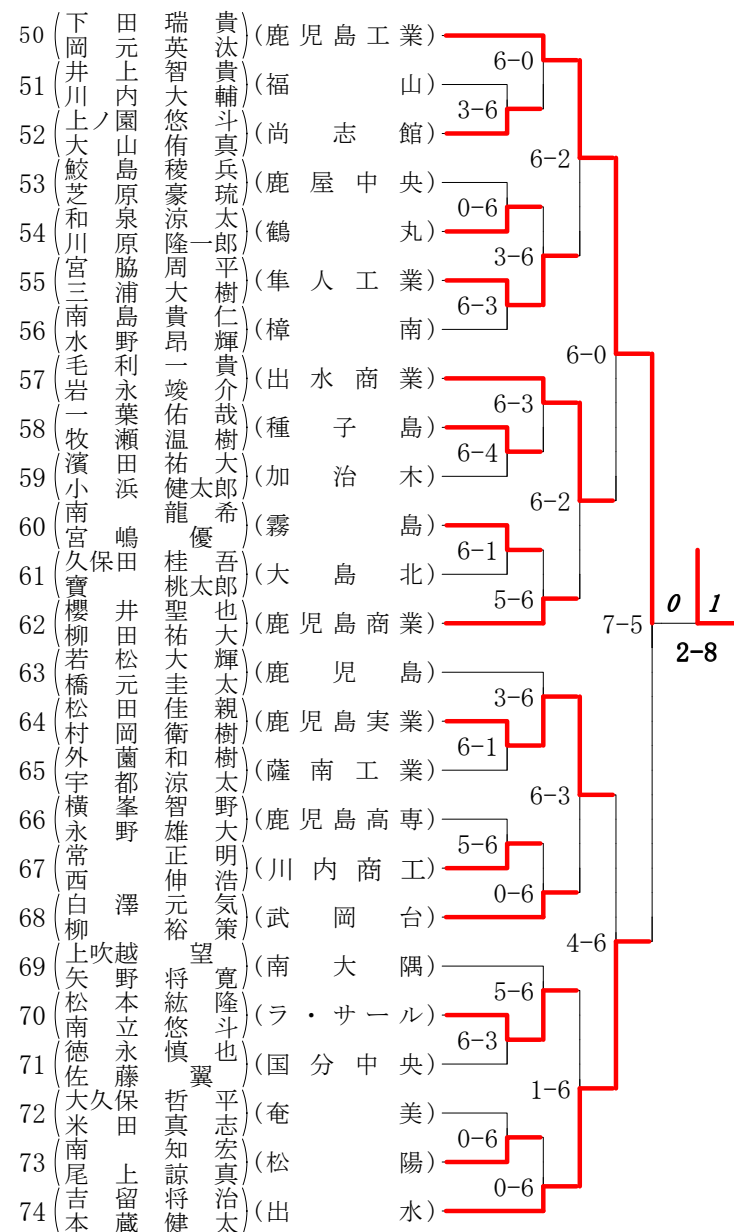 下田瑞貴
50 (鹿児島工業)
岡元英汰
6-0
井上智貴
51 (福山)
川内大輔
3-6
上ノ園悠斗
52 (尚志館)
大山侑真
6-2
鮫島稜兵
53 (鹿屋中央)
芝原豪琉
0-6
和泉涼太
54 (鶴丸)
川原隆一郎
3-6
宮脇周平
55 (隼人工業)
三浦大樹
6-3
南島貴仁
56 (樟南)
水野昂輝
6-0
毛利一貴
57 (出水商業)
岩永竣介
6-3
一葉佑哉
58 (種子島)
牧瀬温樹
6-4
濱田祐大
59 (加治木)
小浜健太郎
6-2
南龍希
60 (霧島)
宮嶋優
6-1
久保田桂吾
61 (大島北)
寶桃太郎
5-6
櫻井聖也
62 (鹿児島商業)
柳田祐大
7-5
0 1
2-8
若松大輝
63 (鹿児島)
橋元圭太
3-6
松田佳親
64 (鹿児島実業)
村岡衛樹
6-1
外薗和樹
65 (薩南工業)
宇都涼太
6-3
横峯智野
66 (鹿児島高専)
永野雄大
5-6
常正明
67 (川内商工)
西伸浩
0-6
白澤元気
68 (武岡台)
柳裕策
4-6
上吹越望
69 (南大隅)
矢野将寛
5-6
松本紘隆
70 (ラ・サール)
南立悠斗
6-3
徳永慎也
71 (国分中央)
佐藤翼
1-6
大久保哲平
72 (奄美)
米田真志
0-6
南知宏
73 (松陽)
尾上諒真
0-6
吉留将治
74 (出水)
本蔵健太